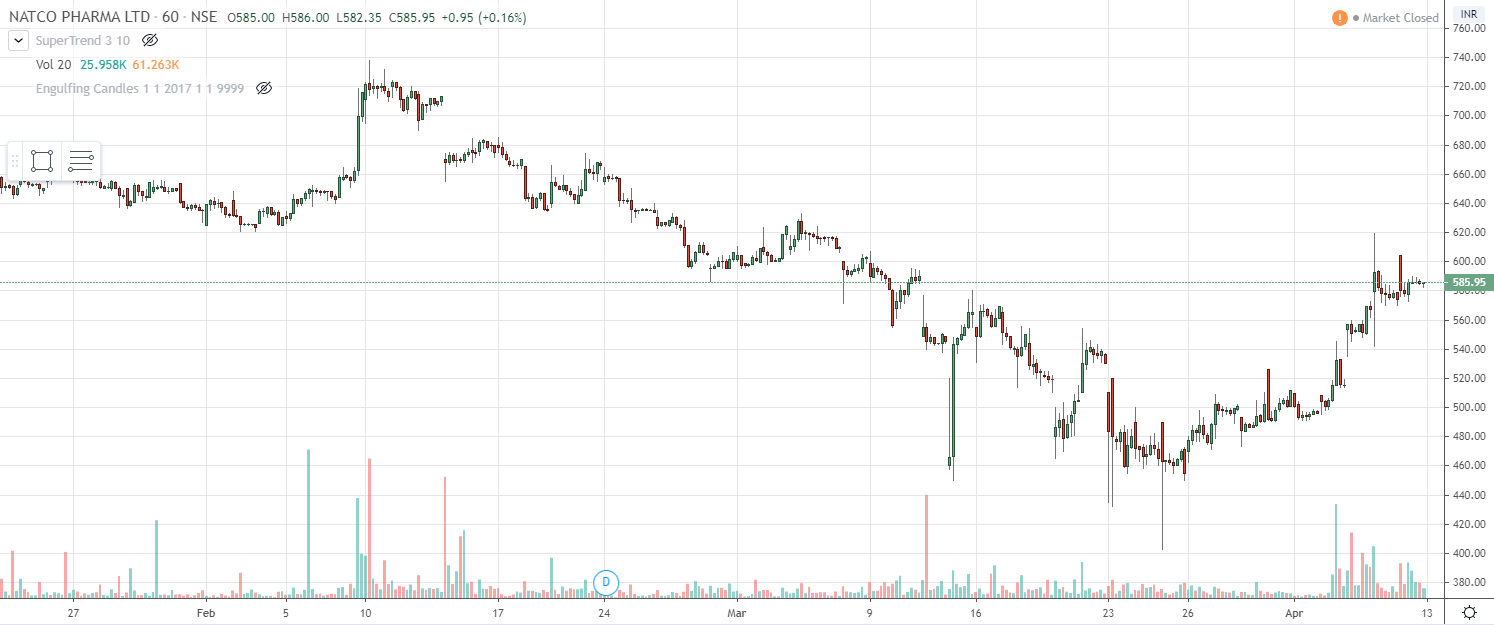 NATCO PHARMA LTD · 60 · NSE O585.00 H586.00 L582.35 C585.95 +0.95 (+0.16%)
! Market Closed
INR
SuperTrend 3 10
Vol 20 25.958K 61.263K
Engulfing Candles 1 1 2017 1 1 9999
760.00
740.00
720.00
700.00
680.00
660.00
640.00
620.00
600.00
585.95
580.00
560.00
540.00
520.00
500.00
480.00
460.00
440.00
420.00
400.00
380.00
D
27 Feb 5 10 17 24 Mar 9 16 23 26 Apr 13